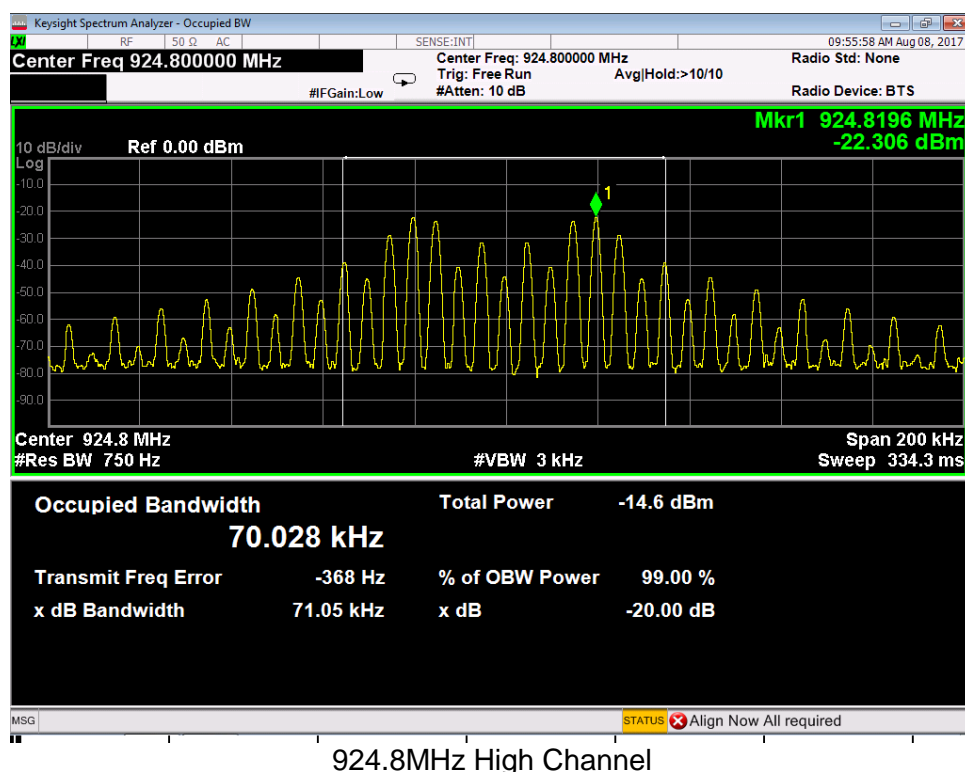 Keysight Spectrum Analyzer - Occupied BW
LXI RF 50 Ω AC SENSE:INT 09:55:58 AM Aug 08, 2017
Center Freq 924.800000 MHz
Center Freq: 924.800000 MHz
Radio Std: None
Trig: Free Run Avg|Hold:>10/10
#IFGain:Low
#Atten: 10 dB
Radio Device: BTS
Mkr1 924.8196 MHz
-22.306 dBm
10 dB/div Ref 0.00 dBm
Log
-10.0
-20.0
-30.0
-40.0
-50.0
-60.0
-70.0
-80.0
-90.0
1
Center 924.8 MHz Span 200 kHz
#Res BW 750 Hz #VBW 3 kHz Sweep 334.3 ms
Occupied Bandwidth Total Power -14.6 dBm
70.028 kHz
Transmit Freq Error -368 Hz % of OBW Power 99.00 %
x dB Bandwidth 71.05 kHz x dB -20.00 dB
MSG STATUS Align Now All required
924.8MHz High Channel